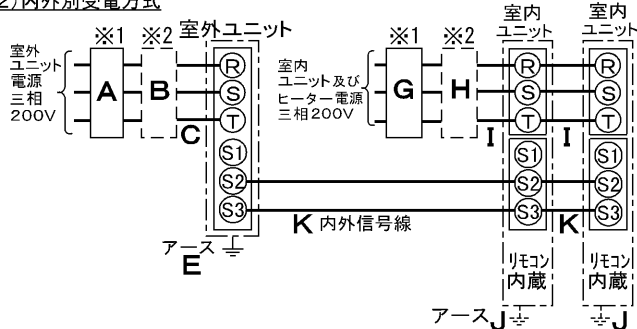 2)内外別受電方式
※1 ※2 室外ユニット
室外
ユニット
電源
三相
200V
A B C
R
S
T
S1
S2
S3
アース
E
※1 ※2
室内
ユニット及び
ヒーター電源
三相200V
G H I I
室内
ユニット
R
S
T
S1
S2
S3
リモコン
内蔵
室内
ユニット
R
S
T
S1
S2
S3
リモコン
内蔵
K 内外信号線
K
アース J
J